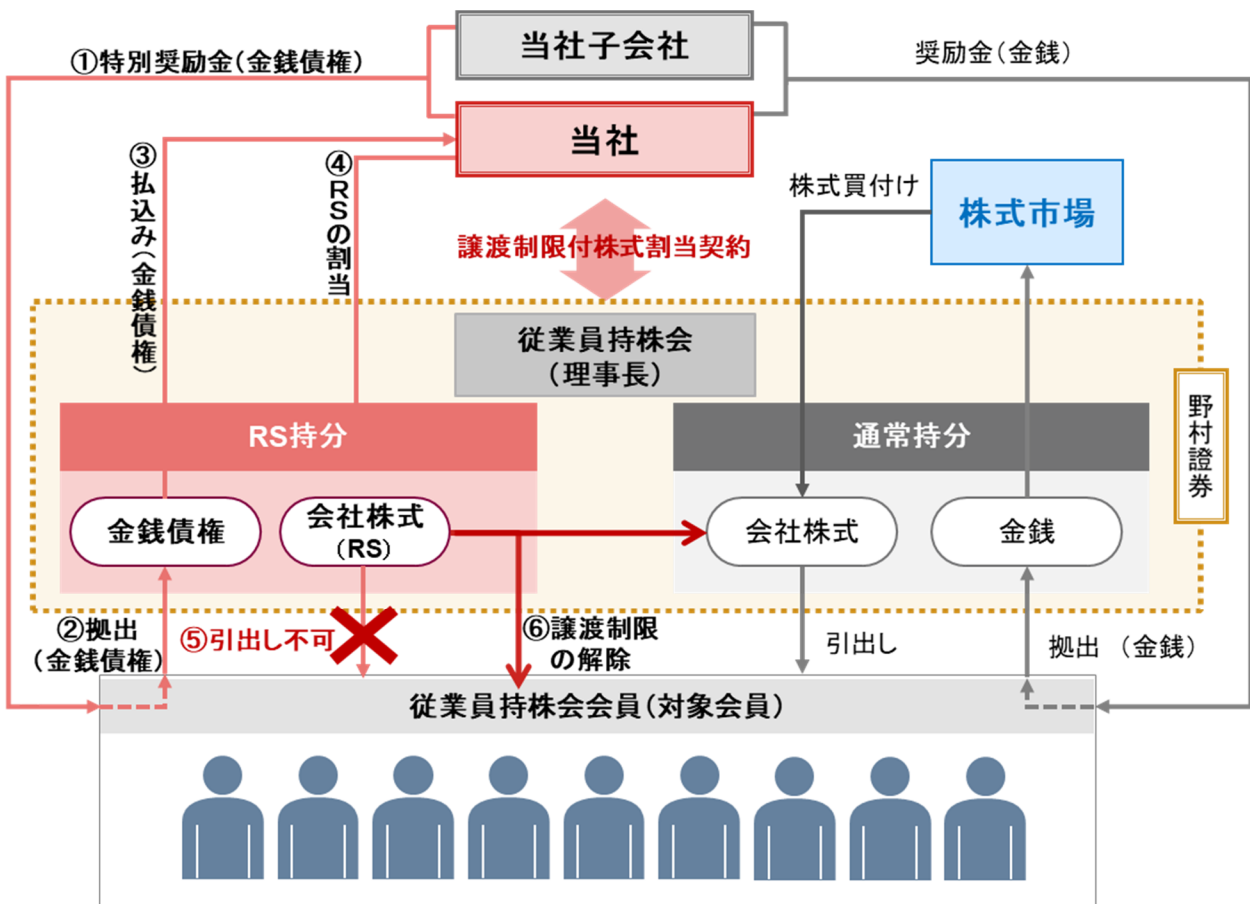 当社子会社
①特別奨励金(金銭債権)
奨励金(金銭)
当社
③払込み(金銭債権)
④RSの割当
株式買付け
株式市場
譲渡制限付株式割当契約
従業員持株会
(理事長)
野村證券
RS持分
通常持分
金銭債権
会社株式
(RS)
会社株式
金銭
②拠出
(金銭債権)
⑤引出し不可
⑥譲渡制限
の解除
引出し
拠出 (金銭)
従業員持株会会員(対象会員)